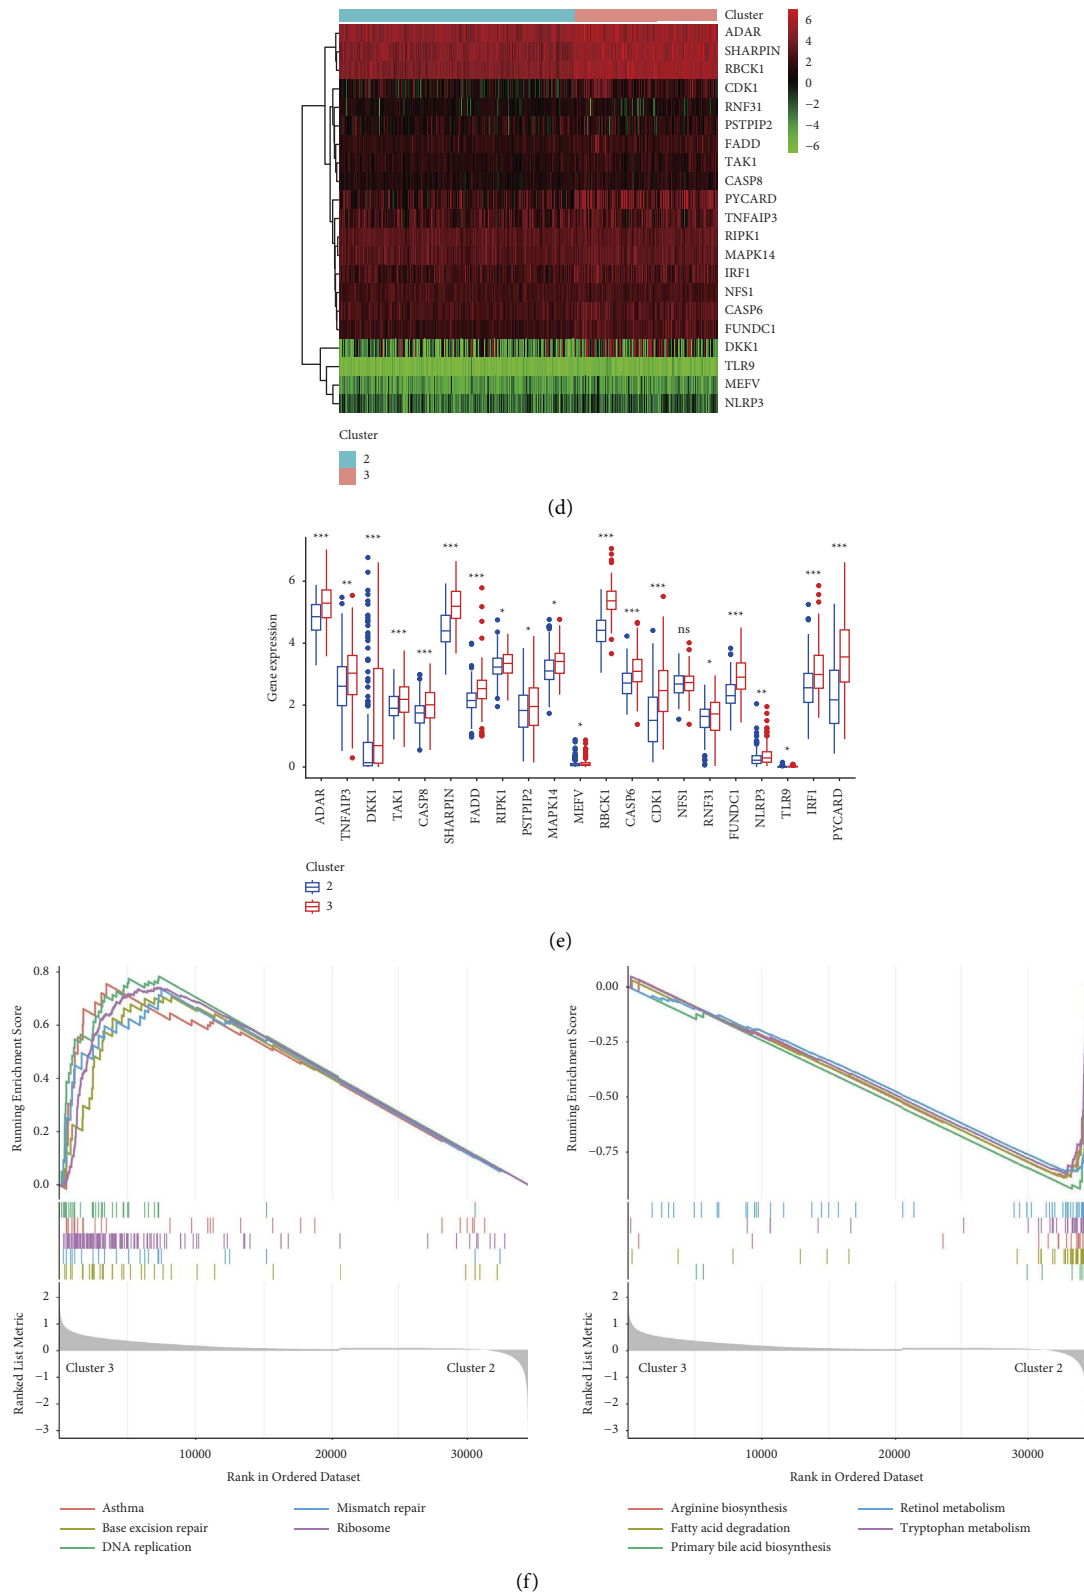 Cluster
ADAR
SHARPIN
RBCK1
CDK1
RNF31
PSTPIP2
FADD
TAK1
CASP8
PYCARD
TNFAIP3
RIPK1
MAPK14
IRF1
NFS1
CASP6
FUNDC1
DKK1
TLR9
MEFV
NLRP3
6
4
2
0
−2
−4
−6
Cluster
2
3
(d)
Gene expression
6
4
2
0
*** ** *** *** *** *** *** * * * * *** *** *** ns * *** ** * *** ***
ADAR TNFAIP3 DKK1 TAK1 CASP8 SHARPIN FADD RIPK1 PSTPIP2 MAPK14 MEFV RBCK1 CASP6 CDK1 NFS1 RNF31 FUNDC1 NLRP3 TLR9 IRF1 PYCARD
Cluster
2
3
(e)
Running Enrichment Score
0.8
0.6
0.4
0.2
0.0
Ranked List Metric
2
1
0
−1
−2
−3
Cluster 3 Cluster 2
10000 20000 30000
Rank in Ordered Dataset
Asthma
Base excision repair
DNA replication
Mismatch repair
Ribosome
Running Enrichment Score
0.00
−0.25
−0.50
−0.75
Ranked List Metric
2
1
0
−1
−2
−3
Cluster 3 Cluster 2
10000 20000 30000
Rank in Ordered Dataset
Arginine biosynthesis
Fatty acid degradation
Primary bile acid biosynthesis
Retinol metabolism
Tryptophan metabolism
(f)